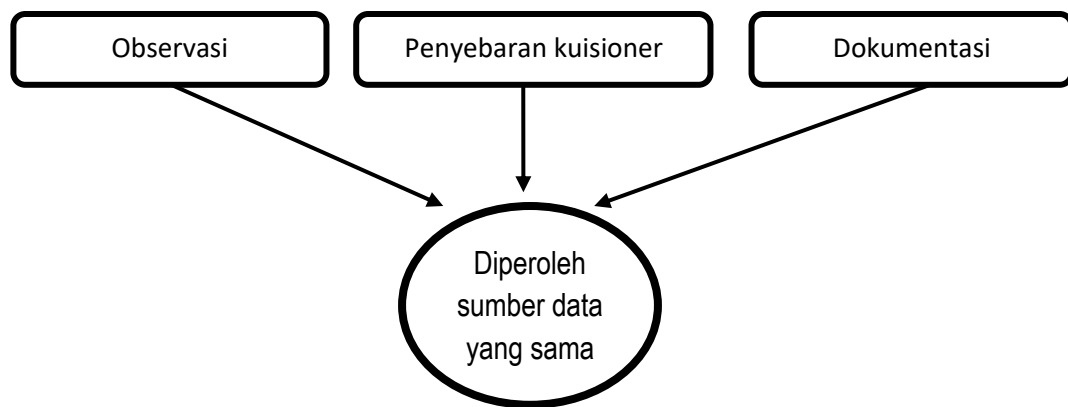 Observasi
Penyebaran kuisioner
Dokumentasi
Diperoleh
sumber data
yang sama